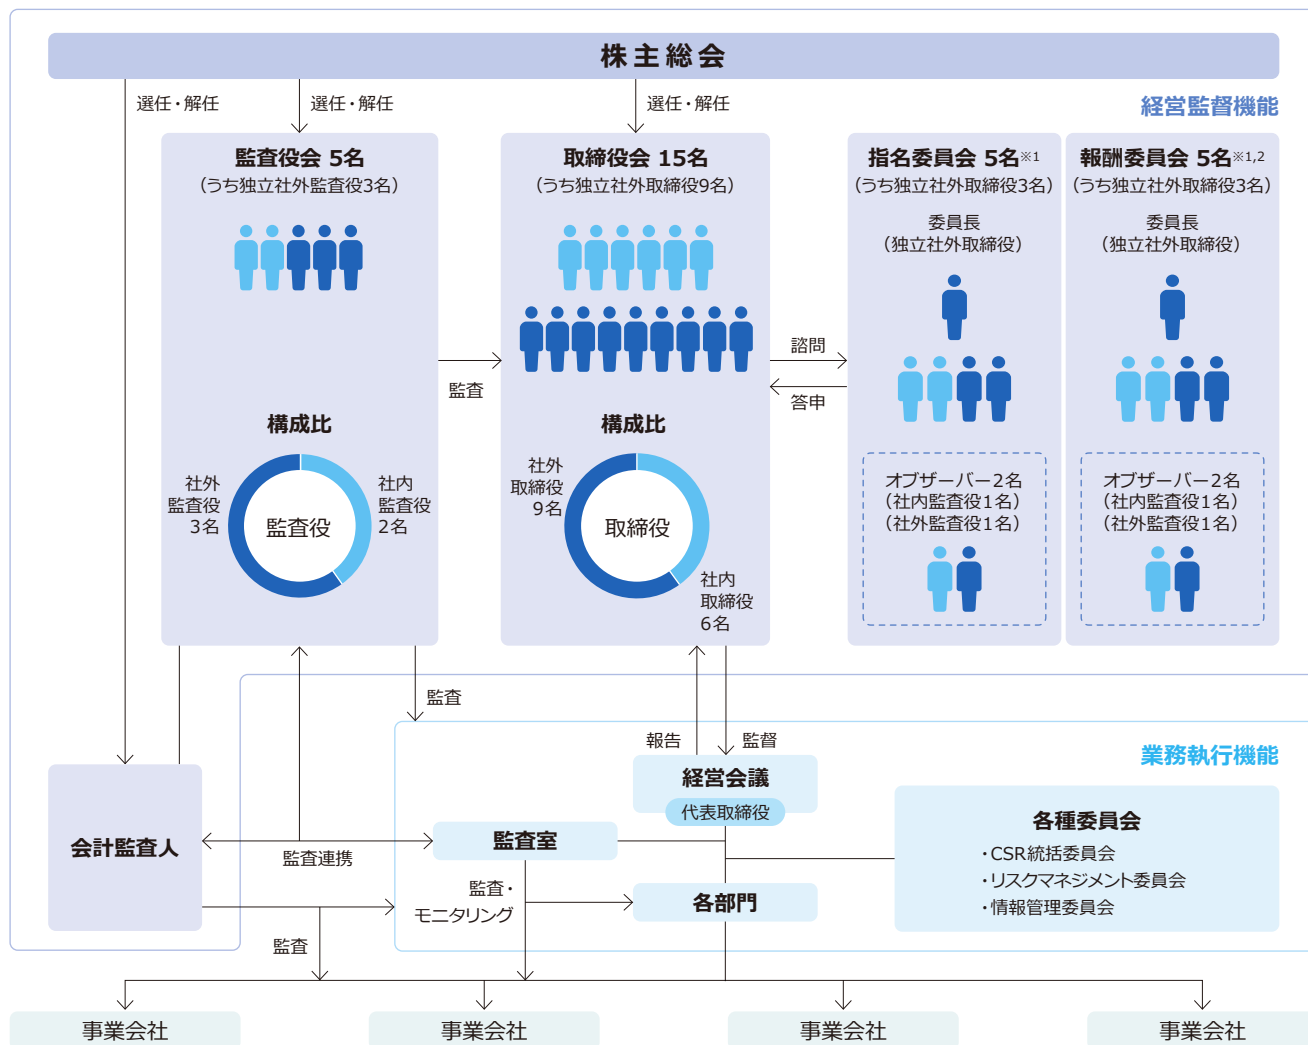 株主総会
選任・解任
選任・解任
選任・解任
経営監督機能
監査役会 5名
（うち独立社外監査役3名）
取締役会 15名
（うち独立社外取締役9名）
指名委員会 5名※1
（うち独立社外取締役3名）
委員長
（独立社外取締役）
報酬委員会 5名※1,2
（うち独立社外取締役3名）
委員長
（独立社外取締役）
監査
諮問
答申
構成比
社外
監査役
3名
監査役
社内
監査役
2名
構成比
社外
取締役
9名
取締役
社内
取締役
6名
オブザーバー2名
（社内監査役1名）
（社外監査役1名）
オブザーバー2名
（社内監査役1名）
（社外監査役1名）
監査
報告
監督
業務執行機能
経営会議
代表取締役
会計監査人
監査連携
監査室
監査・
モニタリング
各部門
各種委員会
・CSR統括委員会
・リスクマネジメント委員会
・情報管理委員会
監査
事業会社
事業会社
事業会社
事業会社